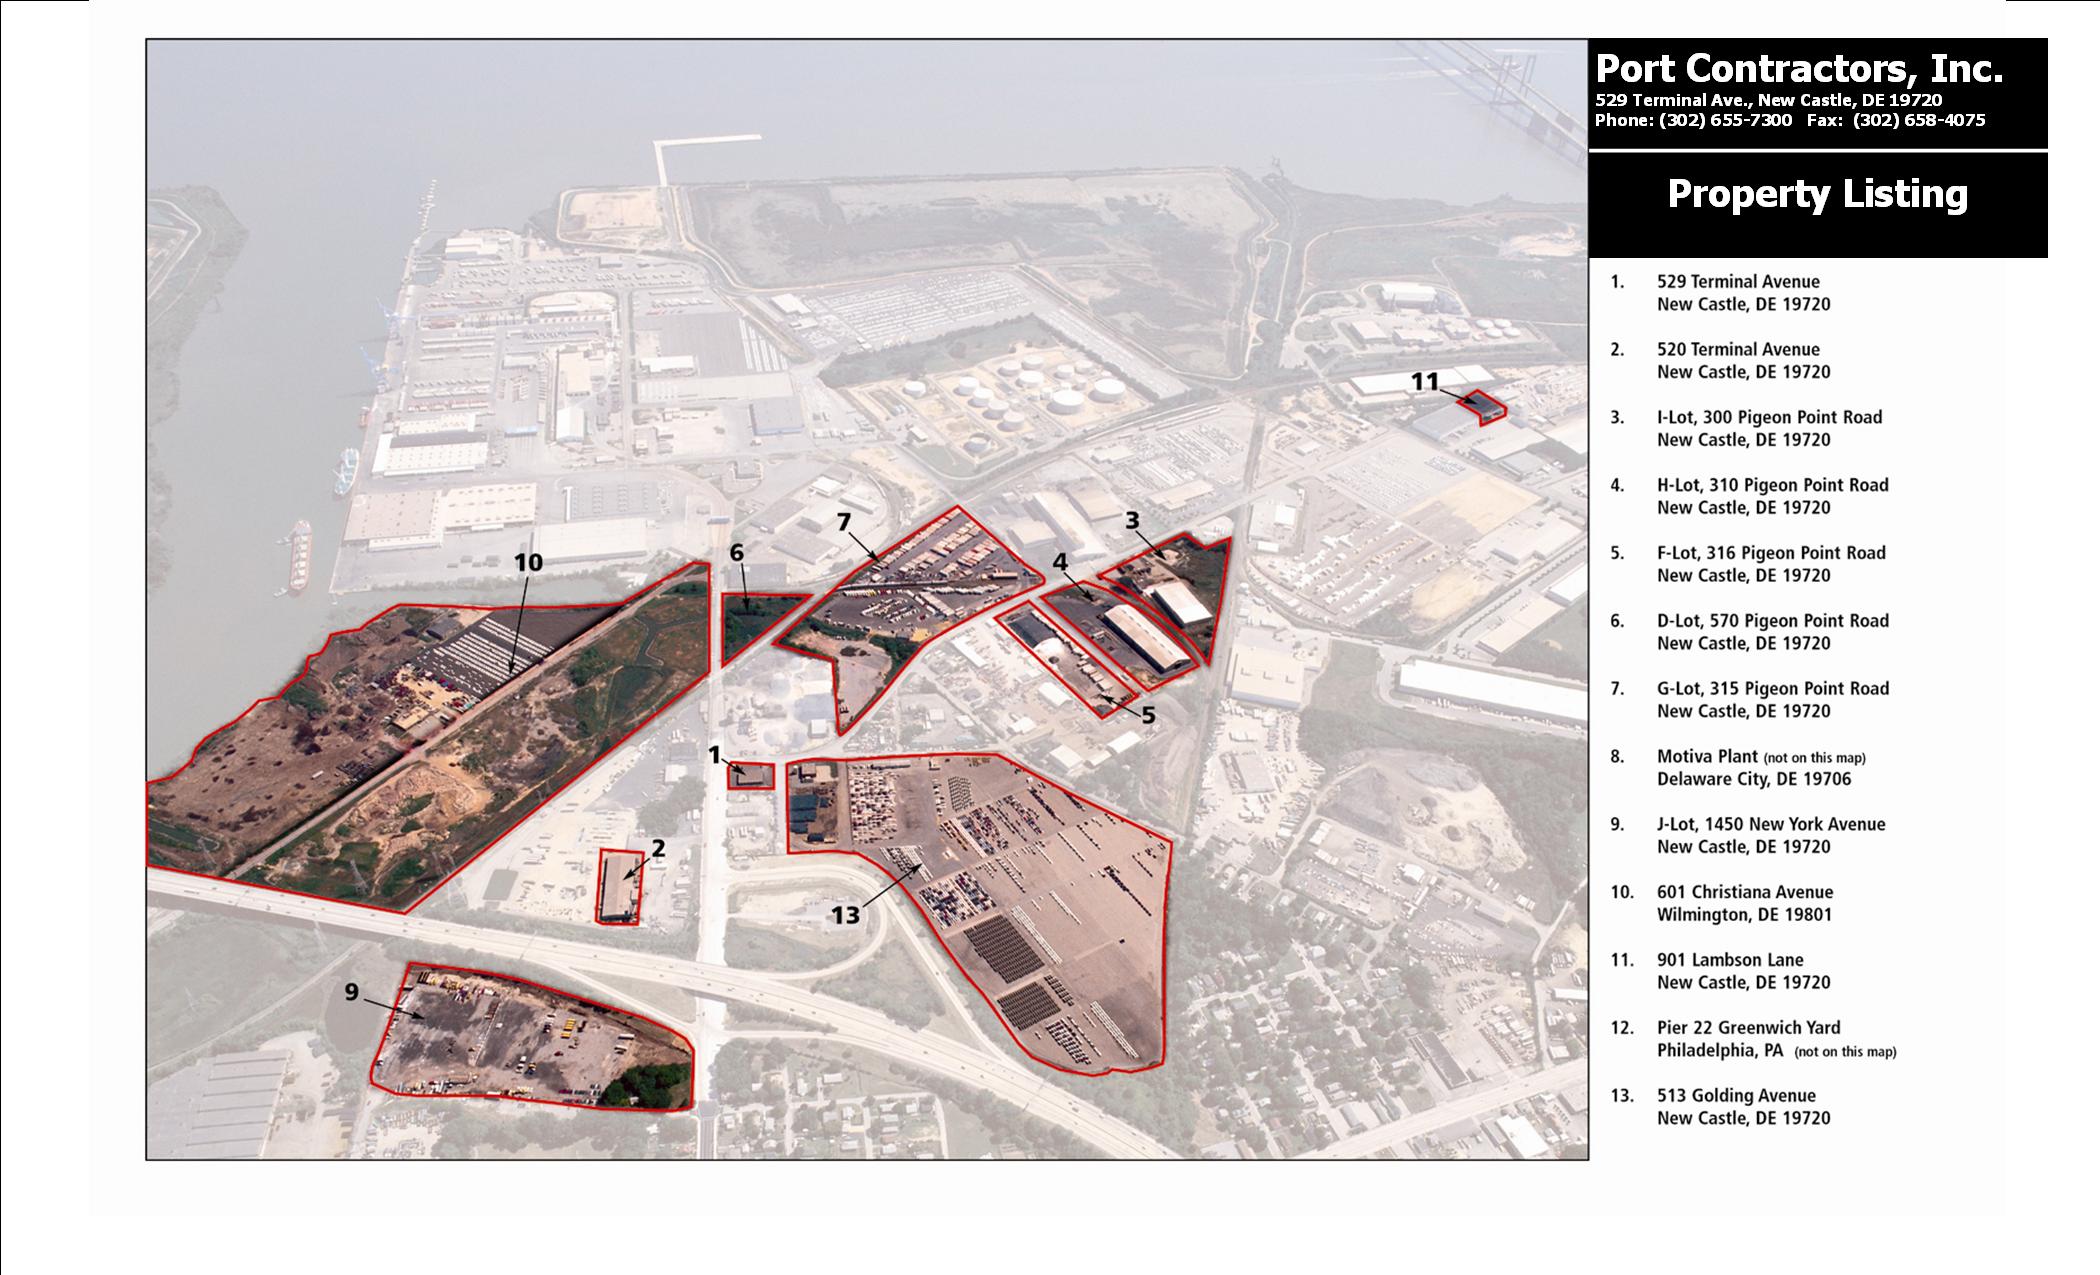 Port Contractors, Inc.
529 Terminal Ave., New Castle, DE 19720
Phone: (302) 655-7300 Fax: (302) 658-4075
Property Listing
1. 529 Terminal Avenue
New Castle, DE 19720
2. 520 Terminal Avenue
New Castle, DE 19720
3. I-Lot, 300 Pigeon Point Road
New Castle, DE 19720
4. H-Lot, 310 Pigeon Point Road
New Castle, DE 19720
5. F-Lot, 316 Pigeon Point Road
New Castle, DE 19720
6. D-Lot, 570 Pigeon Point Road
New Castle, DE 19720
7. G-Lot, 315 Pigeon Point Road
New Castle, DE 19720
8. Motiva Plant (not on this map)
Delaware City, DE 19706
9. J-Lot, 1450 New York Avenue
New Castle, DE 19720
10. 601 Christiana Avenue
Wilmington, DE 19801
11. 901 Lambson Lane
New Castle, DE 19720
12. Pier 22 Greenwich Yard
Philadelphia, PA (not on this map)
13. 513 Golding Avenue
New Castle, DE 19720
11
3
7
6
4
10
5
1
2
13
9